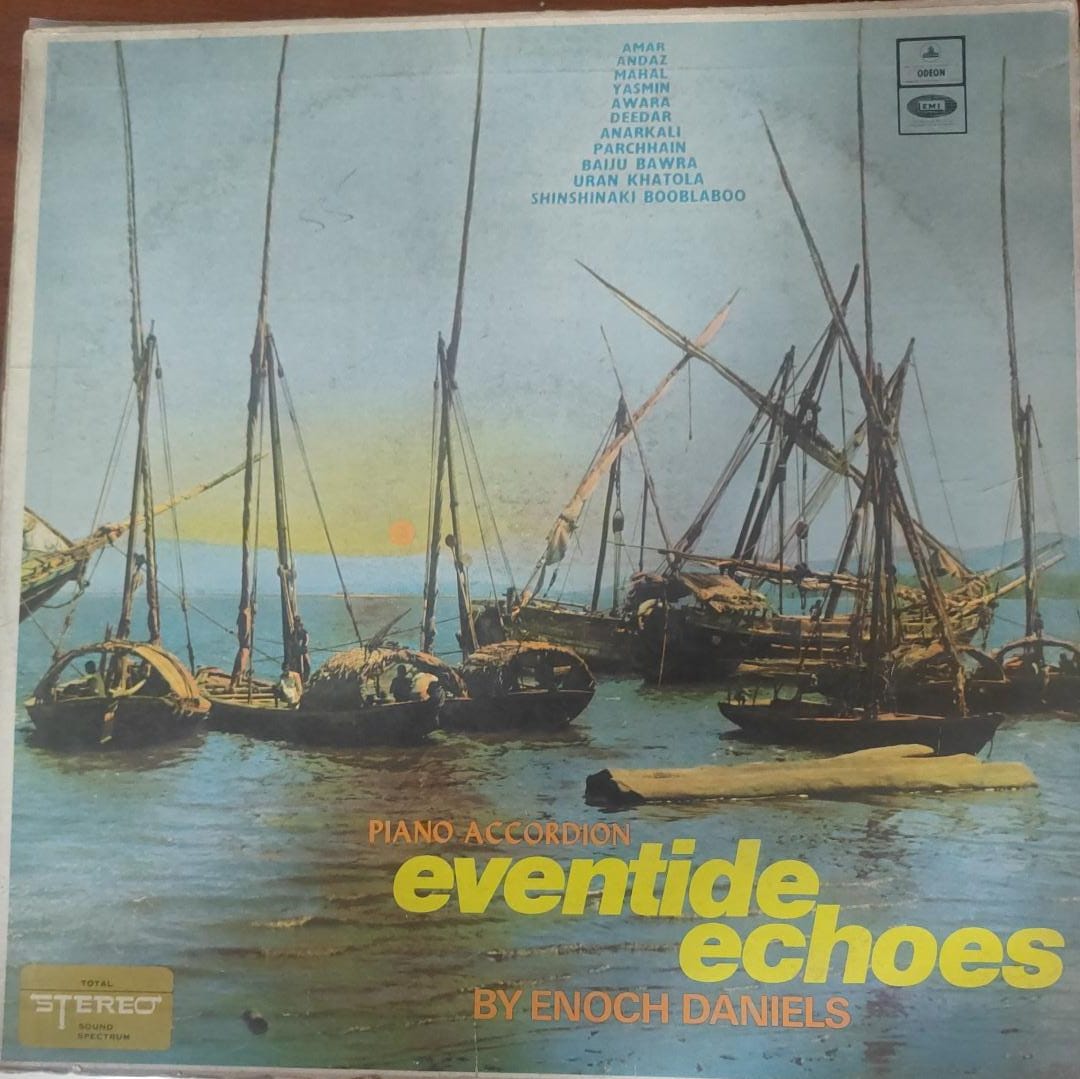 AMAR
ANDAZ
MAHAL
YASMIN
AWARA
DEEDAR
ANARKALI
PARCHHAIN
BAIJU BAWRA
URAN KHATOLA
SHINSHINAKI BOOBLABOO
ODEON
EMI
SS
PIANO ACCORDION
eventide
echoes
BY ENOCH DANIELS
TOTAL
STEREO
SOUND
SPECTRUM